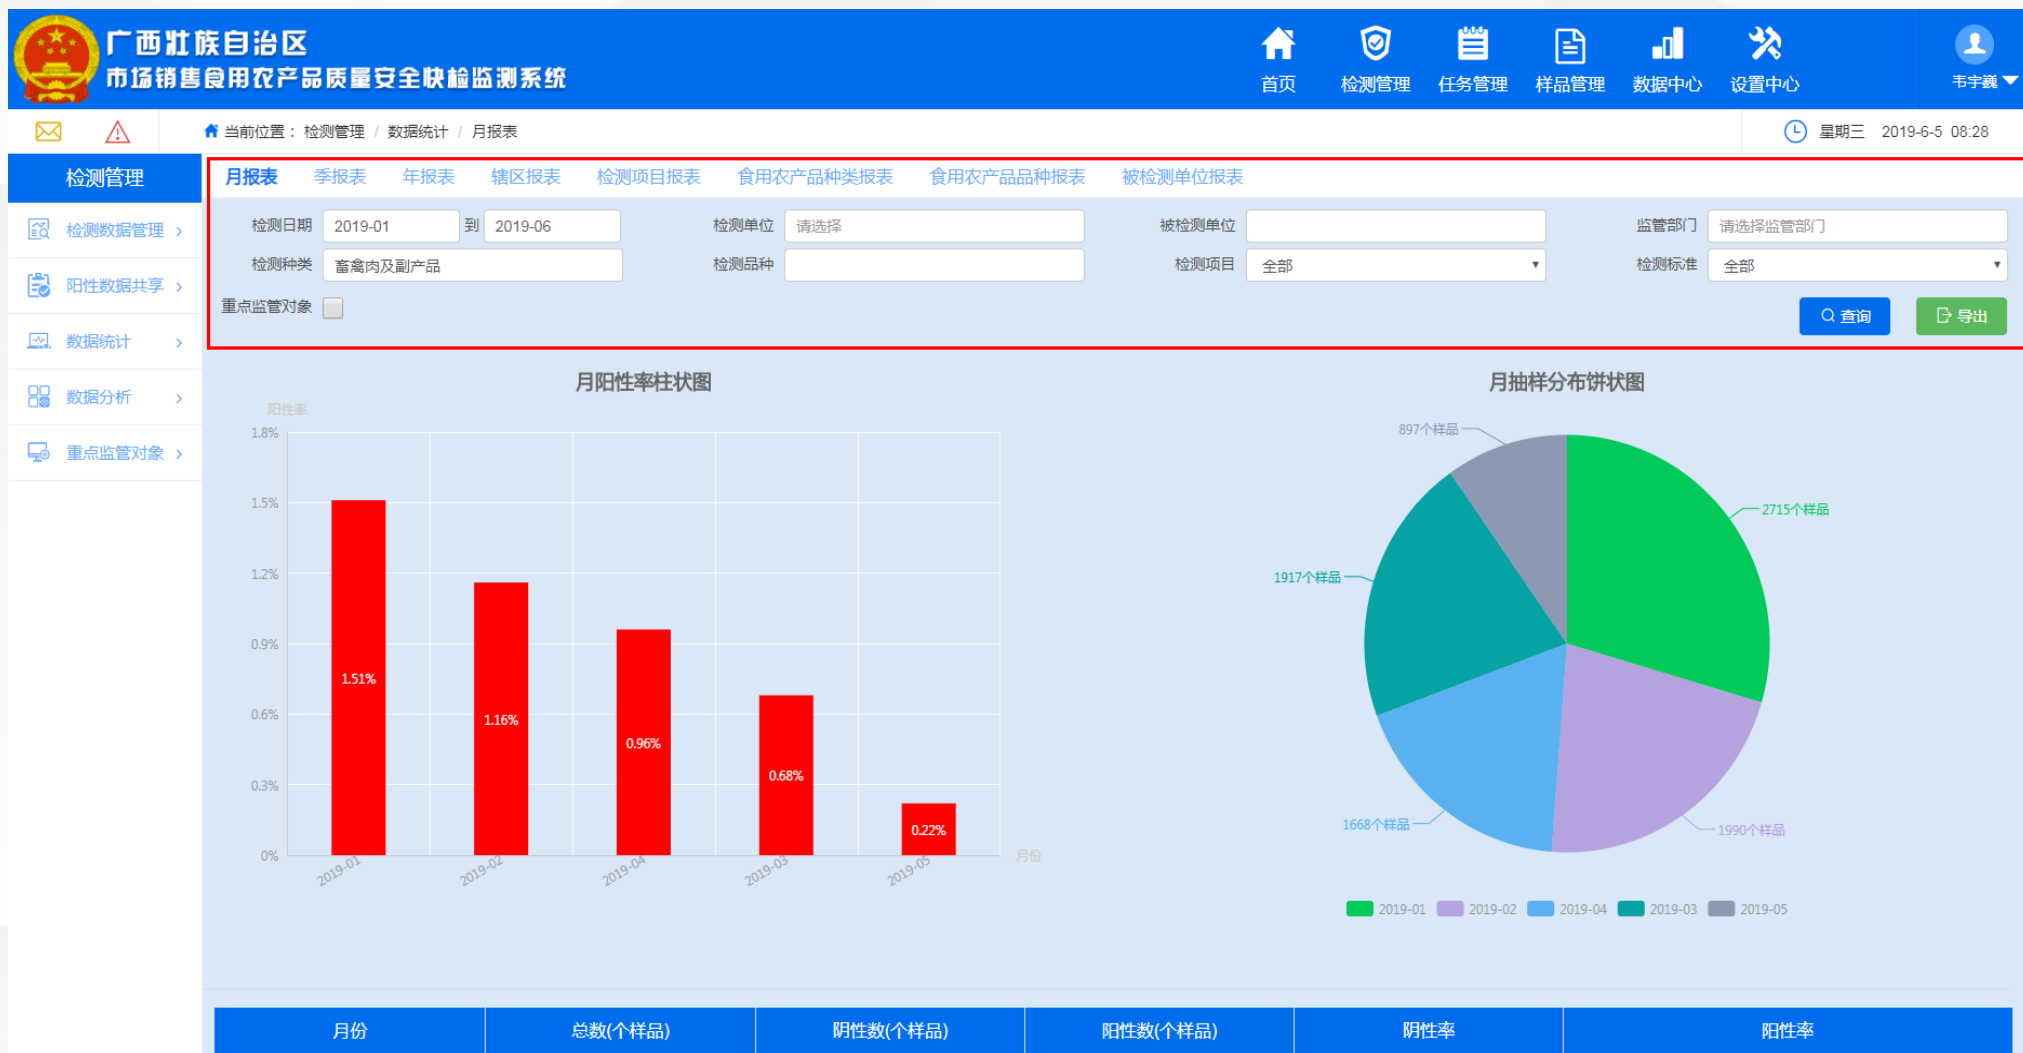 广西壮族自治区
市场销售食用农产品质量安全快检监测系统
首页 检测管理 任务管理 样品管理 数据中心 设置中心
韦宇巍
当前位置： 检测管理 / 数据统计 / 月报表
星期三 2019-6-5 08:28
检测管理
检测数据管理
阳性数据共享
数据统计
数据分析
重点监管对象
月报表 季报表 年报表 辖区报表 检测项目报表 食用农产品种类报表 食用农产品品种报表 被检测单位报表
检测日期 2019-01 到 2019-06 检测单位 请选择 被检测单位 监管部门 请选择监管部门
检测种类 畜禽肉及副产品 检测品种 检测项目 全部 检测标准 全部
重点监管对象
查询 导出
月阳性率柱状图
阳性率
1.8%
1.5%
1.2%
0.9%
0.6%
0.3%
0%
1.51%
1.16%
0.96%
0.68%
0.22%
2019-01 2019-02 2019-04 2019-03 2019-05
月份
月抽样分布饼状图
897个样品
2715个样品
1917个样品
1668个样品
1990个样品
2019-01 2019-02 2019-04 2019-03 2019-05
月份 总数(个样品) 阴性数(个样品) 阳性数(个样品) 阴性率 阳性率